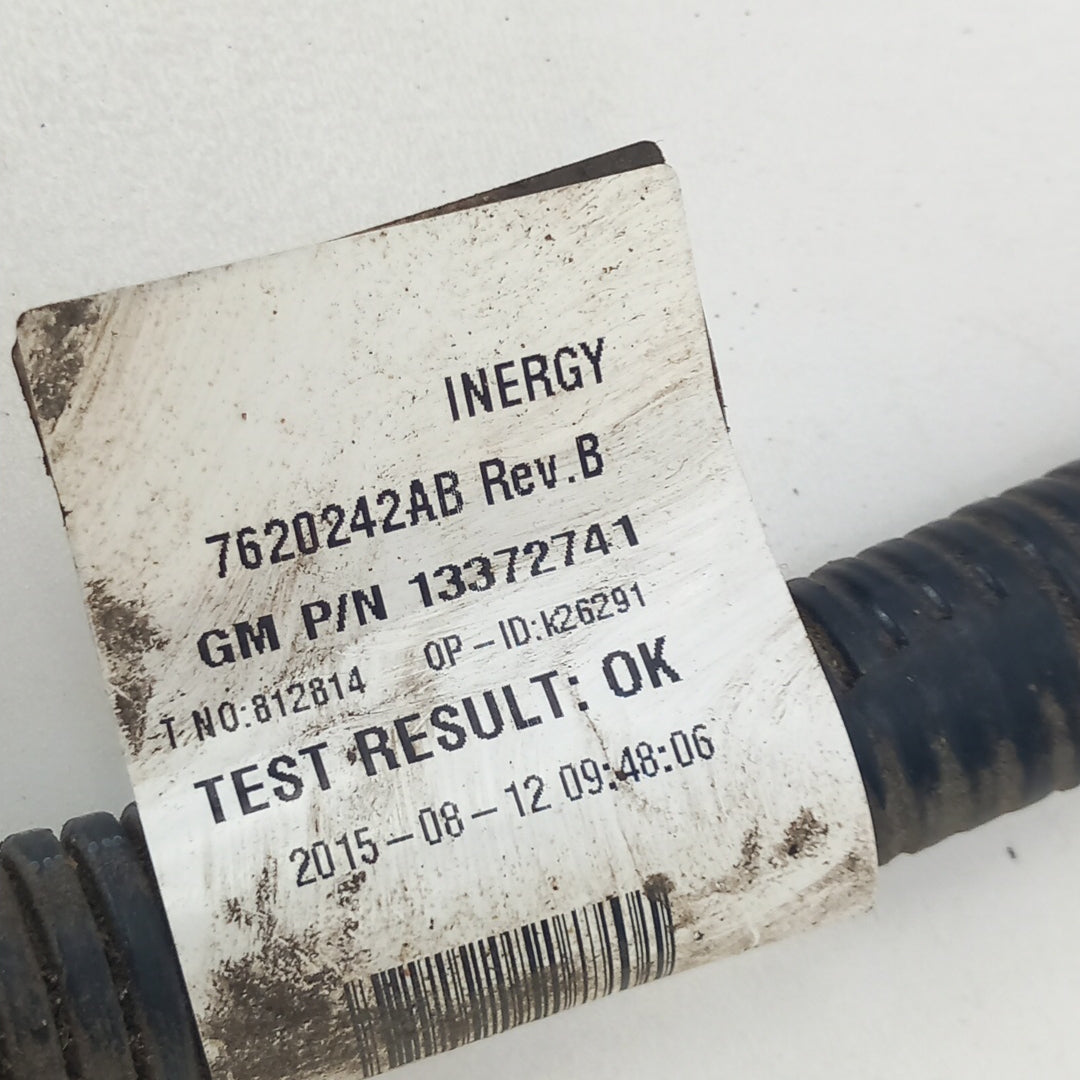 INERGY
7620242AB Rev.B
GM P/N 13372741
T NO:812814 OP-ID:k26291
TEST RESULT: OK
2015-08-12 09:48:06